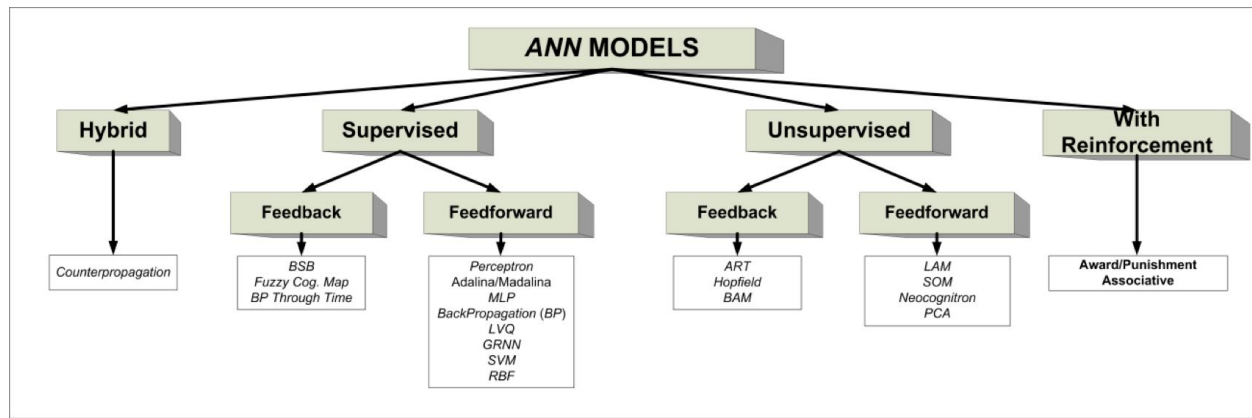 ANN MODELS
Hybrid
Supervised
Unsupervised
With
Reinforcement
Feedback
Feedforward
Feedback
Feedforward
Counterpropagation
BSB
Fuzzy Cog. Map
BP Through Time
Perceptron
Adalina/Madalina
MLP
BackPropagation (BP)
LVQ
GRNN
SVM
RBF
ART
Hopfield
BAM
LAM
SOM
Neocognitron
PCA
Award/Punishment
Associative